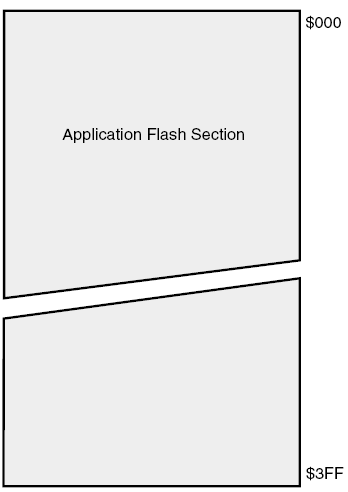 $000
Application Flash Section
$3FF